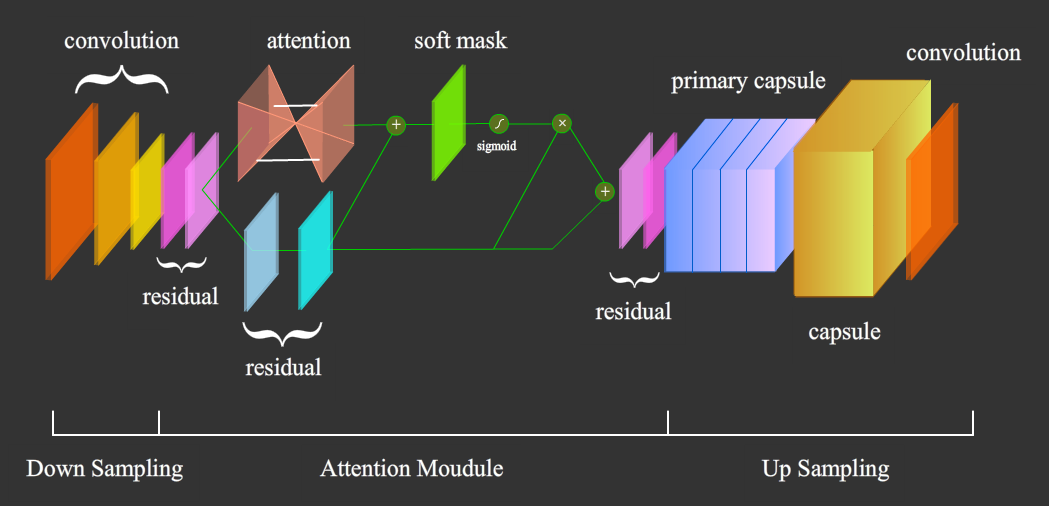 convolution
attention
soft mask
convolution
primary capsule
+
sigmoid
×
+
residual
residual
residual
capsule
Down Sampling
Attention Moudule
Up Sampling